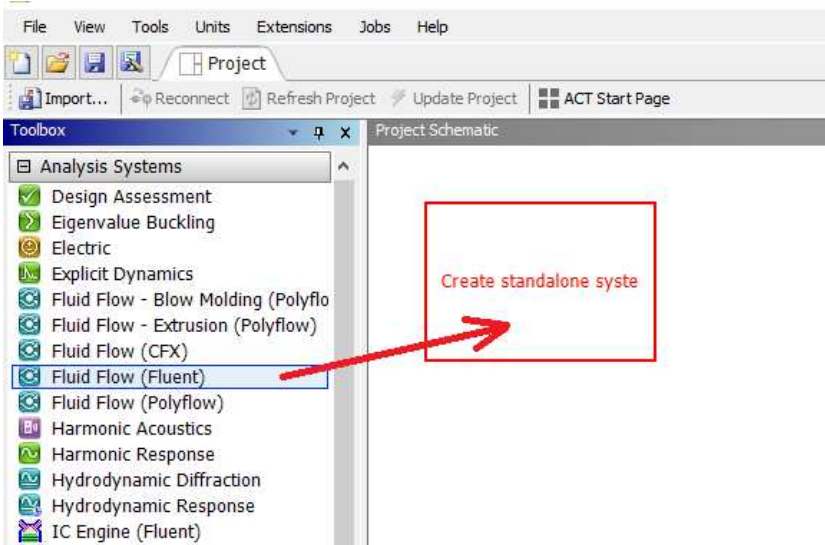 File View Tools Units Extensions Jobs Help
Project
Import... Reconnect Refresh Project Update Project ACT Start Page
Toolbox
Project Schematic
Analysis Systems
Design Assessment
Eigenvalue Buckling
Electric
Explicit Dynamics
Fluid Flow - Blow Molding (Polyflo
Fluid Flow - Extrusion (Polyflow)
Fluid Flow (CFX)
Fluid Flow (Fluent)
Fluid Flow (Polyflow)
Harmonic Acoustics
Harmonic Response
Hydrodynamic Diffraction
Hydrodynamic Response
IC Engine (Fluent)
Create standalone syste